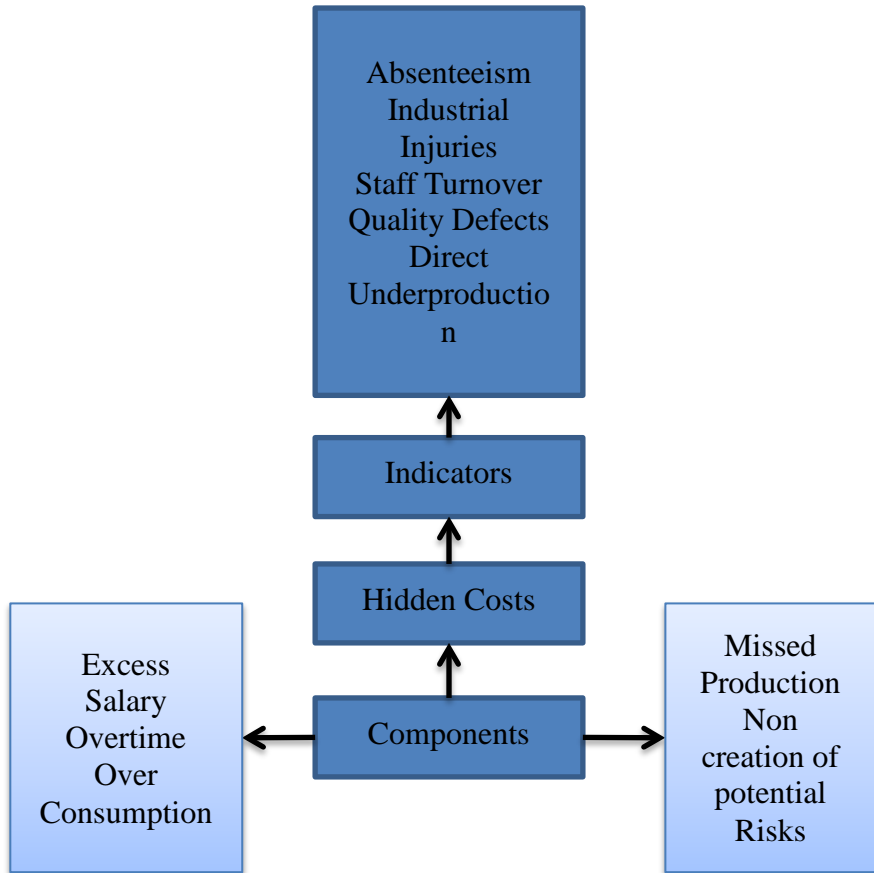 Absenteeism
Industrial
Injuries
Staff Turnover
Quality Defects
Direct
Underproductio
n
Indicators
Hidden Costs
Excess
Salary
Overtime
Over
Consumption
Components
Missed
Production
Non
creation of
potential
Risks